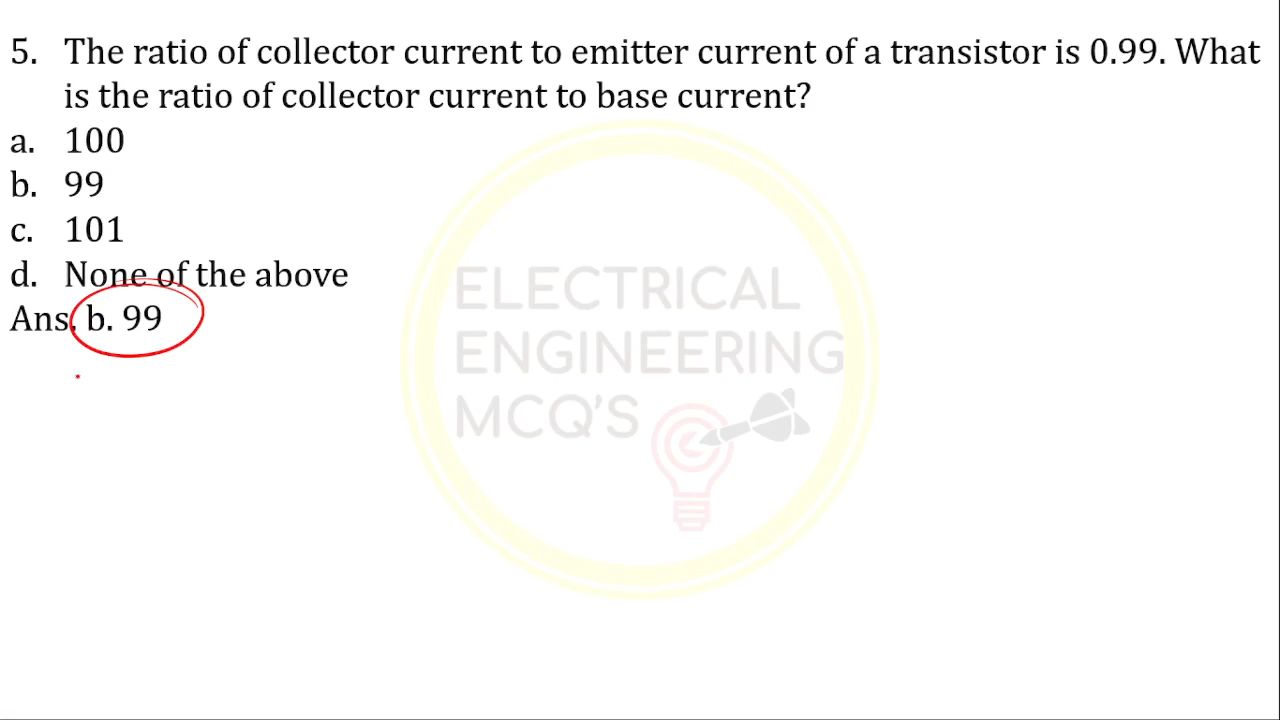 5. The ratio of collector current to emitter current of a transistor is 0.99. What
is the ratio of collector current to base current?
a. 100
b. 99
c. 101
d. None of the above
Ans. b. 99
ELECTRICAL
ENGINEERING
MCQ'S